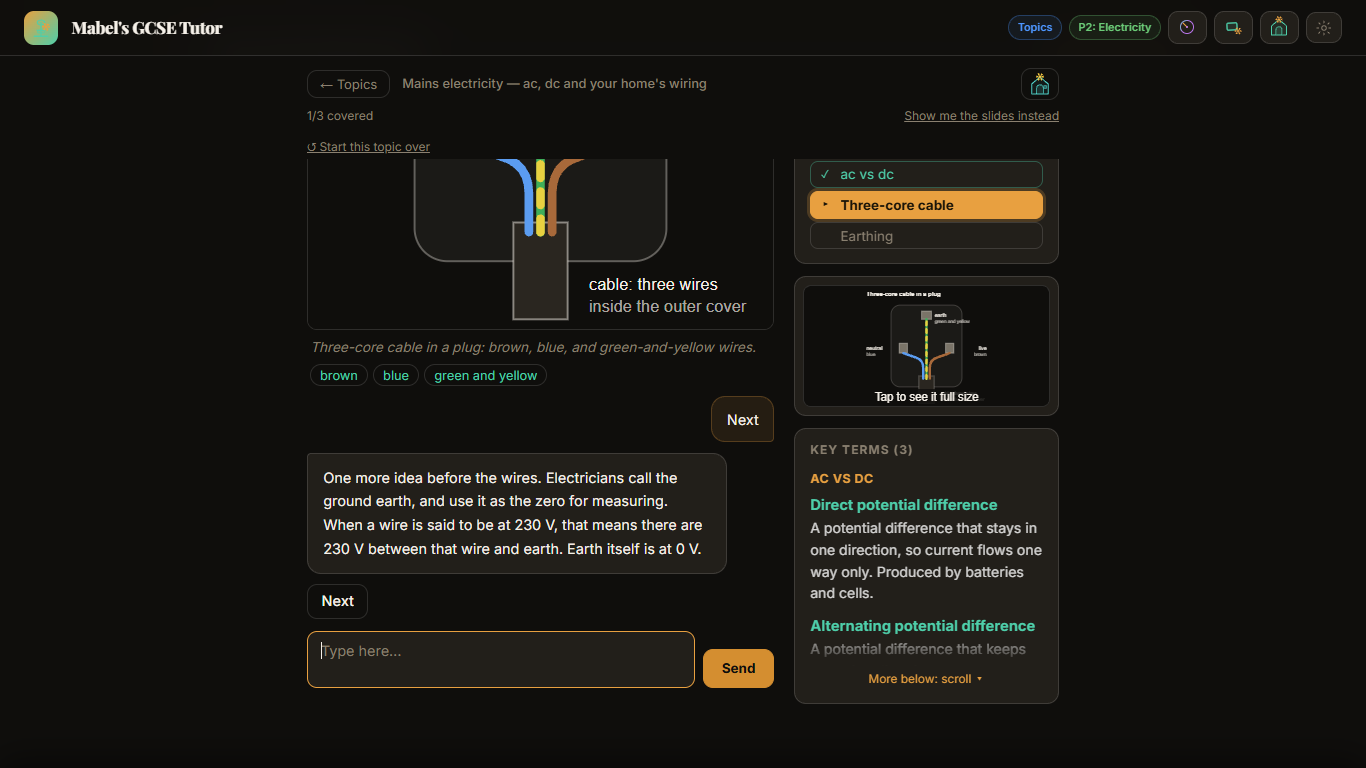 Mabel's GCSE Tutor
Topics
P2: Electricity
← Topics
Mains electricity — ac, dc and your home's wiring
1/3 covered
Show me the slides instead
↺ Start this topic over
cable: three wires
inside the outer cover
Three-core cable in a plug: brown, blue, and green-and-yellow wires.
brown
blue
green and yellow
Next
One more idea before the wires. Electricians call the
ground earth, and use it as the zero for measuring.
When a wire is said to be at 230 V, that means there are
230 V between that wire and earth. Earth itself is at 0 V.
Next
Type here...
Send
✓ ac vs dc
▸ Three-core cable
Earthing
Three-core cable in a plug
earth
green and yellow
neutral
blue
live
brown
Tap to see it full size
KEY TERMS (3)
AC VS DC
Direct potential difference
A potential difference that stays in
one direction, so current flows one
way only. Produced by batteries
and cells.
Alternating potential difference
A potential difference that keeps
More below: scroll ▾